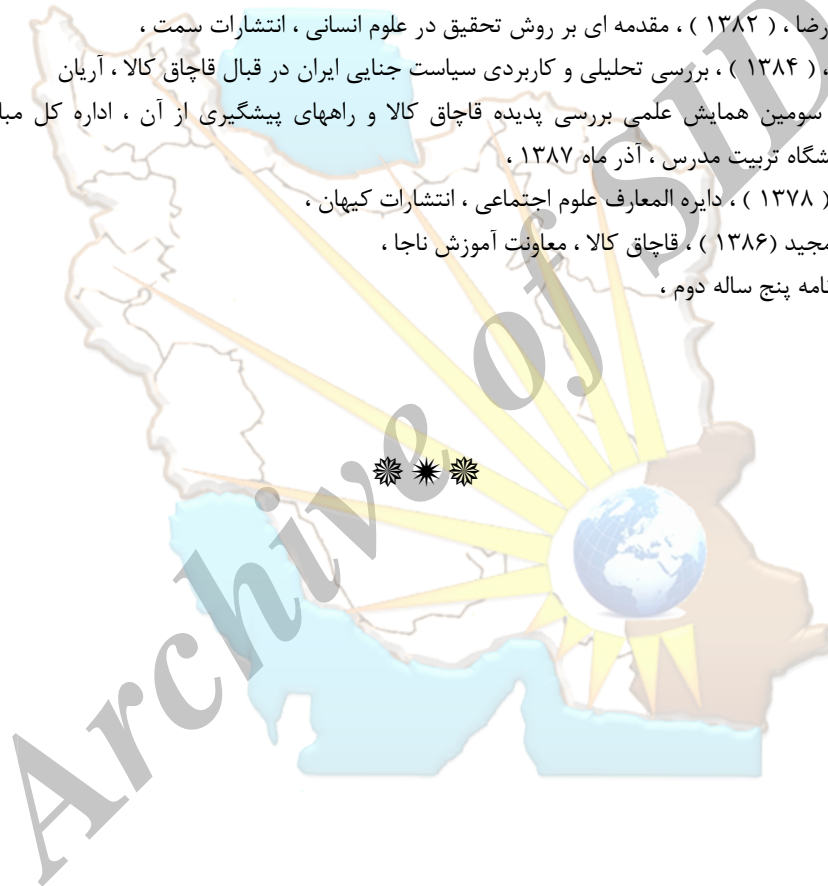 رضا ، ( ۱۳۸۲ ) ، مقدمه ای بر روش تحقیق در علوم انسانی ، انتشارات سمت ،
، ( ۱۳۸۴ ) ، بررسی تحلیلی و کاربردی سیاست جنایی ایران در قبال قاچاق کالا ، آریان
سومین همایش علمی بررسی پدیده قاچاق کالا و راههای پیشگیری از آن ، اداره کل مبا
شگاه تربیت مدرس ، آذر ماه ۱۳۸۷ ،
( ۱۳۷۸ ) ، دایره المعارف علوم اجتماعی ، انتشارات کیهان ،
مجید (۱۳۸۶ ) ، قاچاق کالا ، معاونت آموزش ناجا ،
نامه پنج ساله دوم ،
Archive of SID